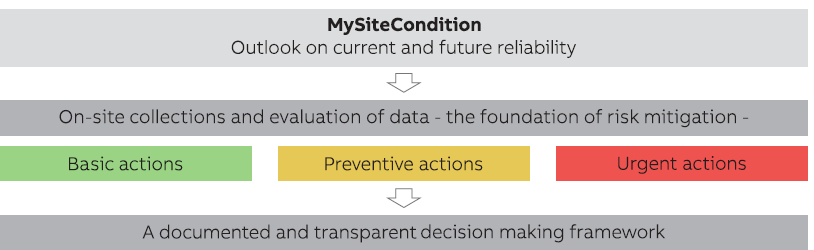 MySiteCondition
Outlook on current and future reliability
On-site collections and evaluation of data - the foundation of risk mitigation -
Basic actions
Preventive actions
Urgent actions
A documented and transparent decision making framework